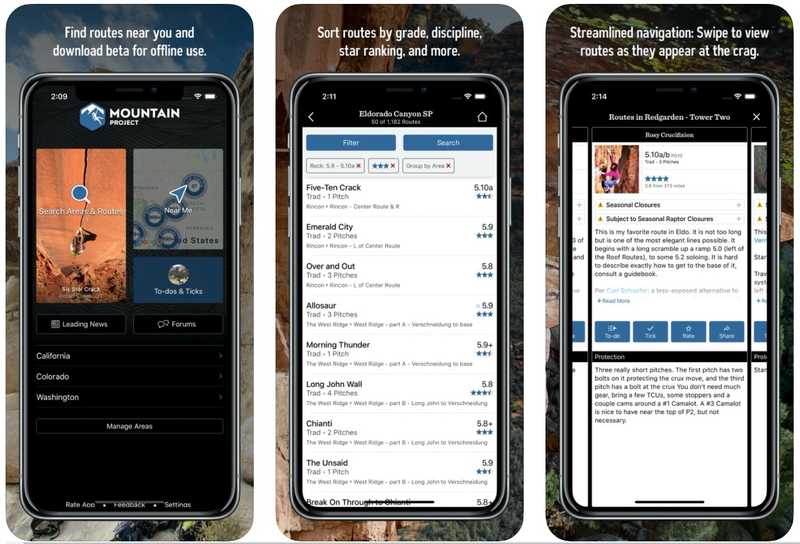 Find routes near you and
download beta for offline use.
2:09
MOUNTAIN
PROJECT
Search Areas & Routes
Near Me
d States
Six Star Crack
To-dos & Ticks
Leading News
Forums
California
Colorado
Washington
Manage Areas
Rate App • Feedback • Settings
Sort routes by grade, discipline,
star ranking, and more.
2:11
Eldorado Canyon SP
50 of 1,182 Routes
Filter
Search
Rock: 5.8 - 5.10a
Group by Area
Five-Ten Crack 5.10a
Trad • 1 Pitch
Rincon • Rincon - Center Route & R
Emerald City 5.9
Trad • 2 Pitches
Rincon • Rincon - L of Center Route
Over and Out 5.8
Trad • 3 Pitches
Rincon • Rincon - L of Center Route
Allosaur 5.9
Trad • 3 Pitches
The West Ridge • West Ridge - part A - Verschneidung to base
Morning Thunder 5.9+
Trad • 1 Pitch
The West Ridge • West Ridge - part A - Verschneidung to base
Long John Wall 5.8
Trad • 4 Pitches
The West Ridge • West Ridge - part B - Long John to Verschneidung
Chianti 5.8+
Trad • 2 Pitches
The West Ridge • West Ridge - part B - Long John to Verschneidung
The Unsaid 5.9
Trad • 1 Pitch
The West Ridge • West Ridge - part B - Long John to Verschneidung
Break On Through to Chianti 5.8+
Streamlined navigation: Swipe to view
routes as they appear at the crag.
2:14
Routes in Redgarden - Tower Two
Rosy Crucifixion
5.10a/b
Trad • 3 Pitches
Seasonal Closures
Subject to Seasonal Raptor Closures
This is my favorite route in Eldo. It is not too long
but is one of the most elegant lines possible. It
begins with a long scramble up a ramp 5.0 (left of
the Roof Routes), to some 5.2 soloing. It is hard
to describe exactly how to get to the base of it,
consult a guidebook.
Per Carl Schaefer: a less-exposed alternative to
+Read More
To-do
Tick
Rate
Share
Protection
Three really short pitches. The first pitch has two
bolts on it protecting the crux move, and the third
pitch has a bolt at the crux You don't need much
gear, bring a few TCUs, some stoppers and a
couple cams around a #1 Camalot. A #3 Camalot
is nice to have near the top of P2, but not
necessary.